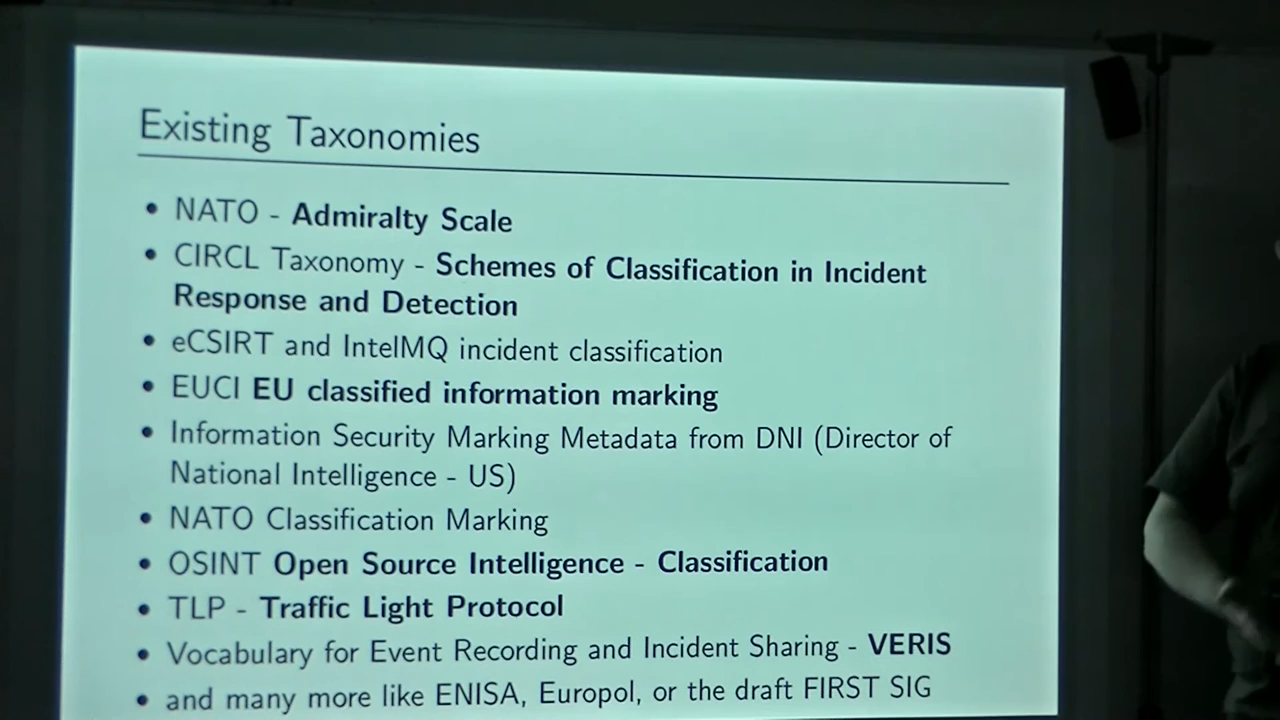 Existing Taxonomies
• NATO - Admiralty Scale
• CIRCL Taxonomy - Schemes of Classification in Incident
Response and Detection
• eCSIRT and IntelMQ incident classification
• EUCI EU classified information marking
• Information Security Marking Metadata from DNI (Director of
National Intelligence - US)
• NATO Classification Marking
• OSINT Open Source Intelligence - Classification
• TLP - Traffic Light Protocol
• Vocabulary for Event Recording and Incident Sharing - VERIS
• and many more like ENISA, Europol, or the draft FIRST SIG